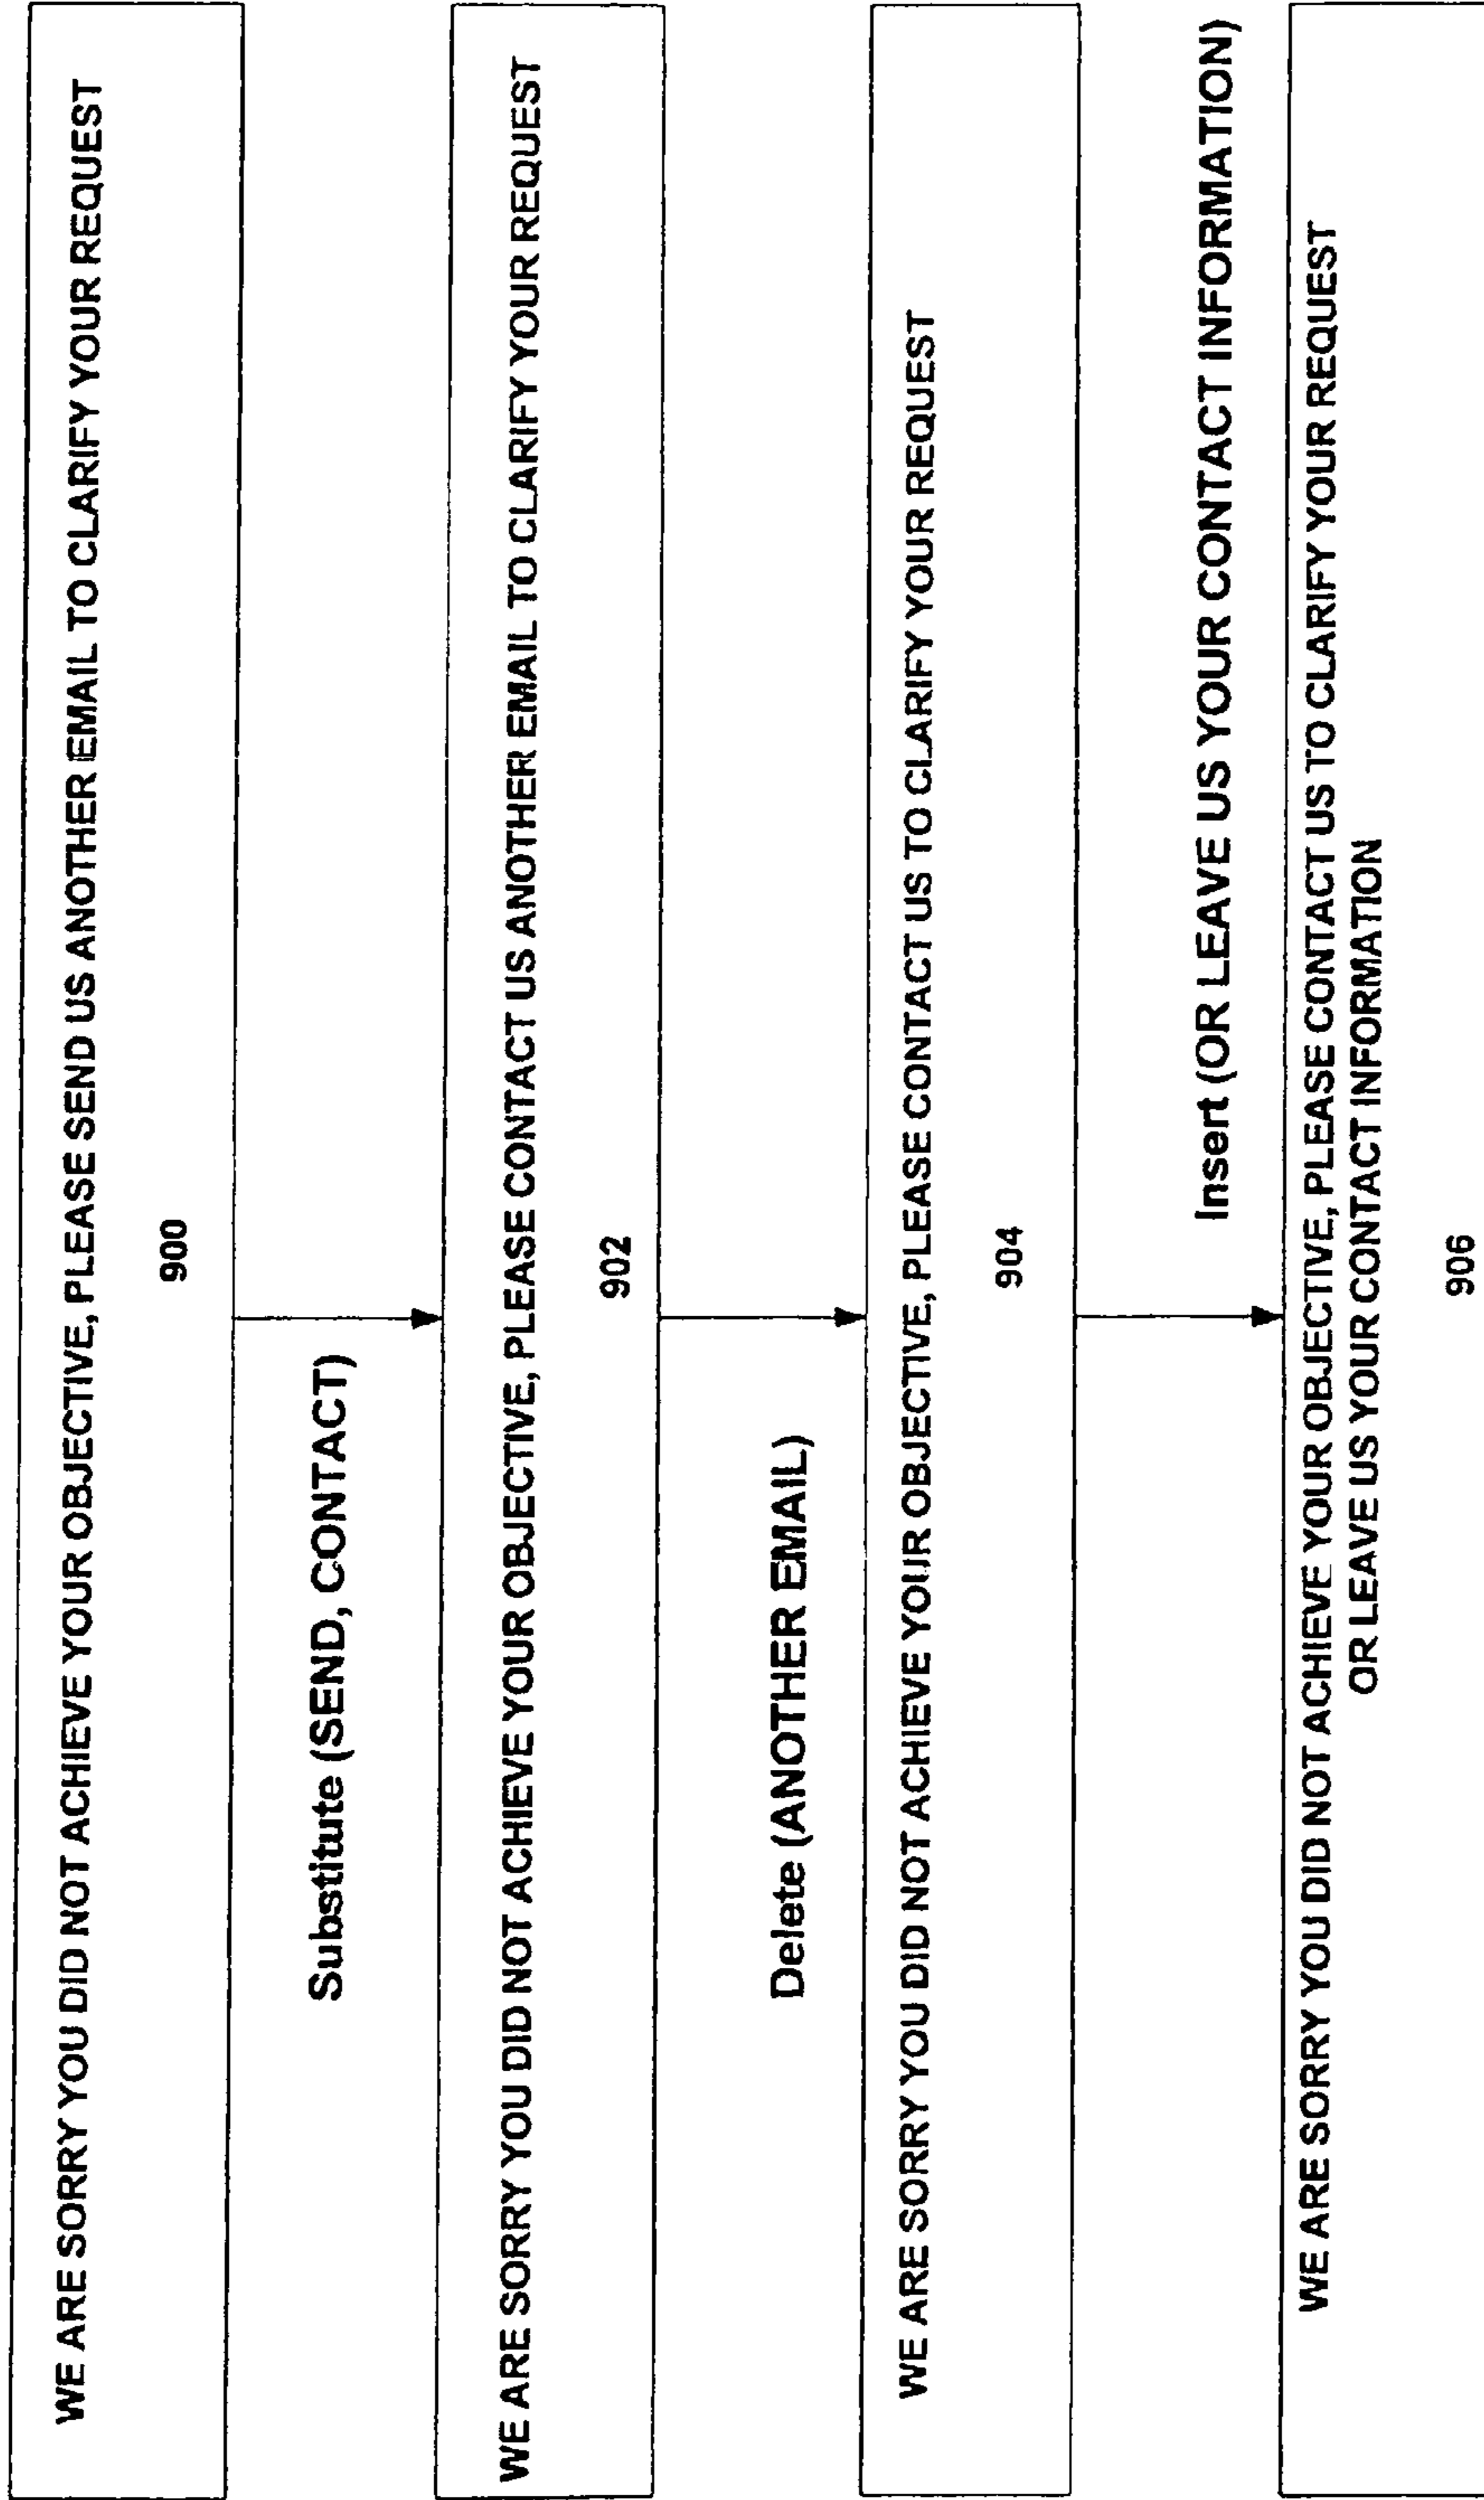 WE ARE SORRY YOU DID NOT ACHIEVE YOUR OBJECTIVE, PLEASE SEND US ANOTHER EMAIL TO CLARIFY YOUR REQUEST
900
Substitute (SEND, CONTACT)
WE ARE SORRY YOU DID NOT ACHIEVE YOUR OBJECTIVE, PLEASE CONTACT US ANOTHER EMAIL TO CLARIFY YOUR REQUEST
902
Delete (ANOTHER EMAIL)
WE ARE SORRY YOU DID NOT ACHIEVE YOUR OBJECTIVE, PLEASE CONTACT US TO CLARIFY YOUR REQUEST
904
Insert (OR LEAVE US YOUR CONTACT INFORMATION)
WE ARE SORRY YOU DID NOT ACHIEVE YOUR OBJECTIVE, PLEASE CONTACT US TO CLARIFY YOUR REQUEST
OR LEAVE US YOUR CONTACT INFORMATION
906